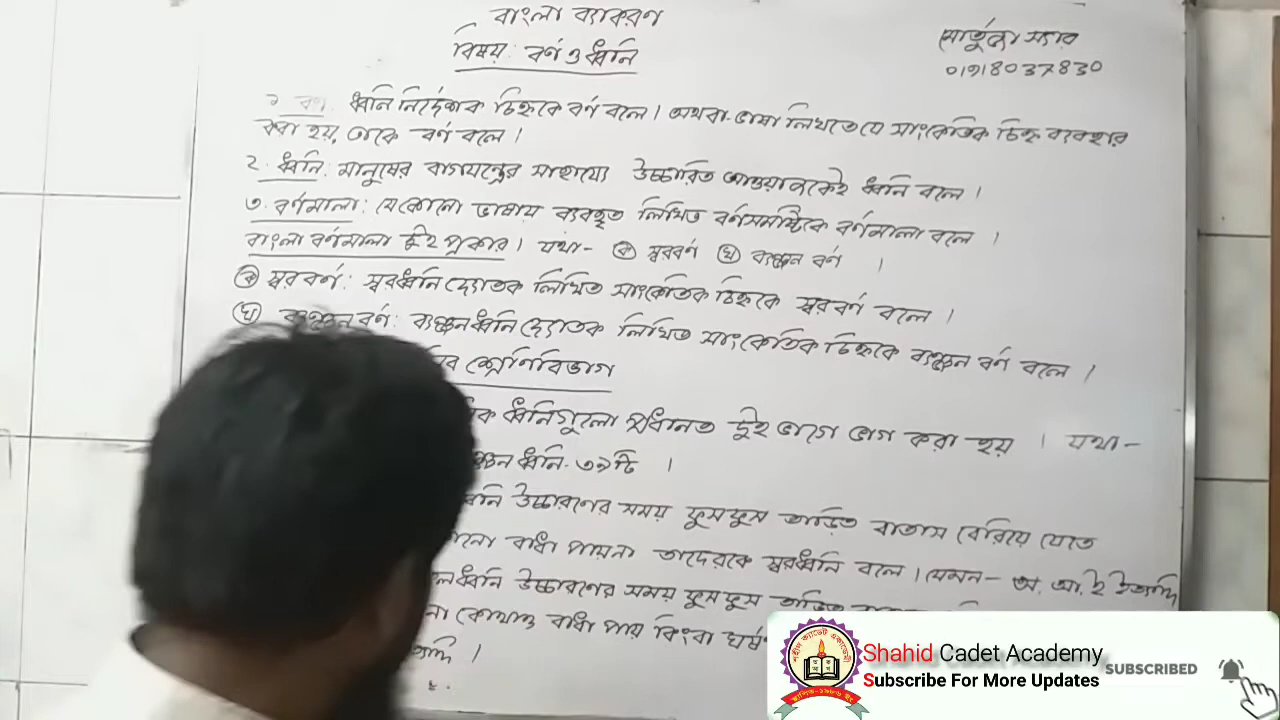 বাংলা ব্যাকরণ
বিষয়: বর্ণ ও ধ্বনি
মোর্তুজা স্যার
০১৭১৪০৩২৪৩০
১. বর্ণ: ধ্বনি নির্দেশক চিহ্নকে বর্ণ বলে। অথবা ভাষা লিখতে যে সাংকেতিক চিহ্ন ব্যবহার
করা হয়, তাকে বর্ণ বলে।
২. ধ্বনি: মানুষের বাগযন্ত্রের সাহায্যে উচ্চারিত আওয়াজকেই ধ্বনি বলে।
৩. বর্ণমালা: যেকোনো ভাষায় ব্যবহৃত লিখিত বর্ণসমষ্টিকে বর্ণমালা বলে।
বাংলা বর্ণমালা দুই প্রকার। যথা- ক স্বরবর্ণ খ ব্যঞ্জন বর্ণ।
ক স্বরবর্ণ: স্বরধ্বনি দ্যোতক লিখিত সাংকেতিক চিহ্নকে স্বরবর্ণ বলে।
খ ব্যঞ্জন বর্ণ: ব্যঞ্জনধ্বনি দ্যোতক লিখিত সাংকেতিক চিহ্নকে ব্যঞ্জন বর্ণ বলে।
শ্রেণিবিভাগ
ধ্বনিগুলো প্রধানত দুই ভাগে ভাগ করা হয়। যথা-
ধ্বনি- ৩৯টি।
উচ্চারণের সময় ফুসফুস তাড়িত বাতাস বেরিয়ে যেতে
বাধা পায়না তাদেরকে স্বরধ্বনি বলে। যেমন- অ, আ, ই ইত্যাদি
উচ্চারণের সময় ফুসফুস তাড়িত
কোথাও বাধা পায় কিংবা
শহীদ ক্যাডেট একাডেমী
Shahid Cadet Academy
Subscribe For More Updates
SUBSCRIBED